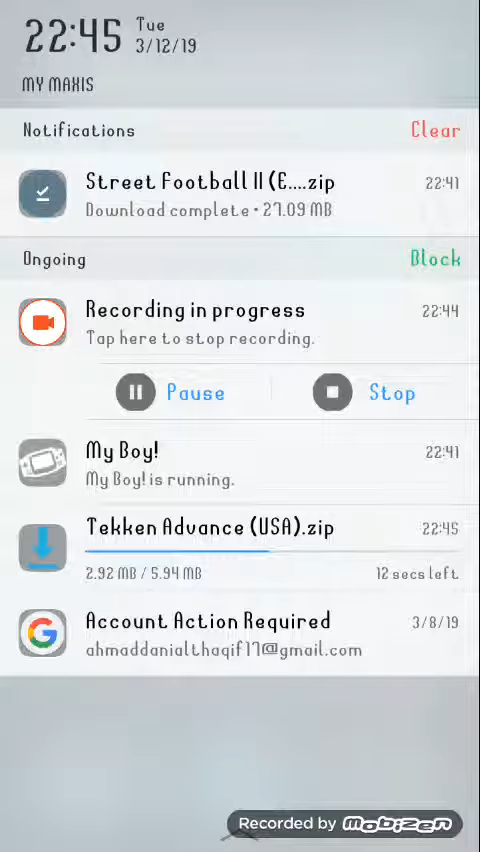 22:45 Tue
3/12/19
MY MAXIS
Notifications Clear
Street Football II (E....zip 22:41
Download complete • 27.09 MB
Ongoing Block
Recording in progress 22:44
Tap here to stop recording.
Pause Stop
My Boy! 22:41
My Boy! is running.
Tekken Advance (USA).zip 22:45
2.92 MB / 5.94 MB 12 secs left
Account Action Required 3/8/19
ahmaddanialthaqif17@gmail.com
Recorded by mobizen